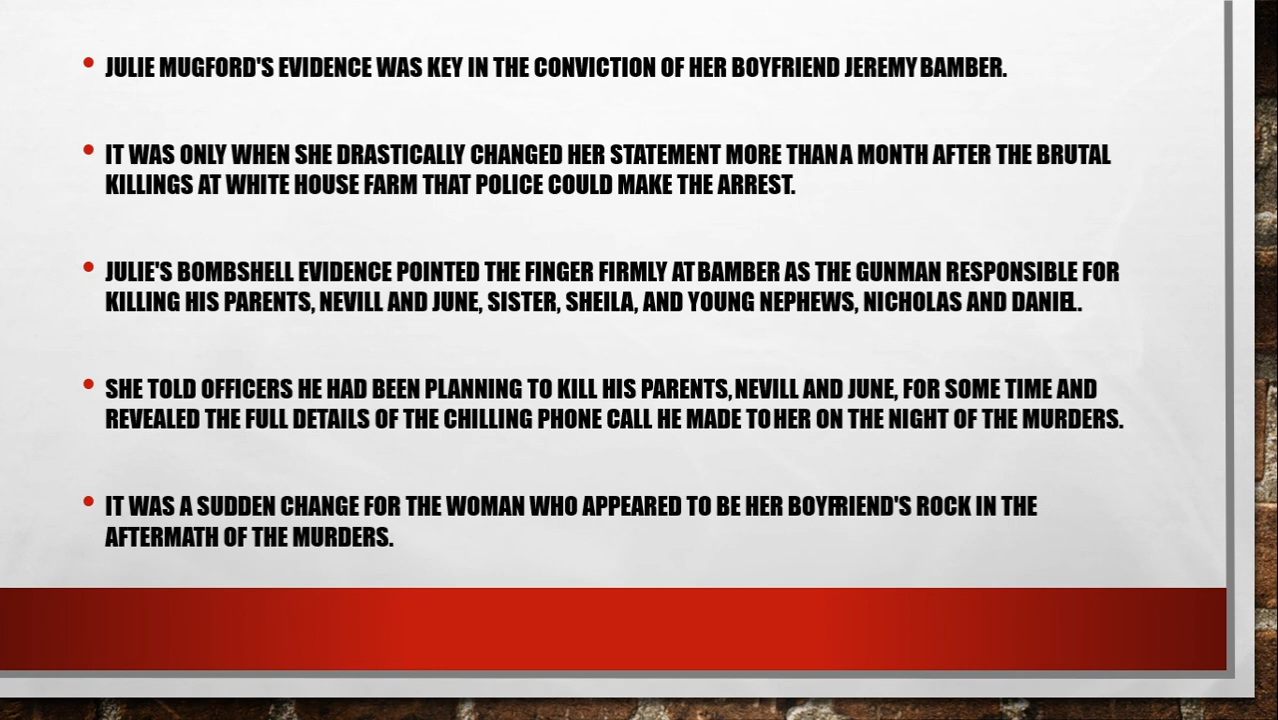 • JULIE MUGFORD'S EVIDENCE WAS KEY IN THE CONVICTION OF HER BOYFRIEND JEREMY BAMBER.
• IT WAS ONLY WHEN SHE DRASTICALLY CHANGED HER STATEMENT MORE THAN A MONTH AFTER THE BRUTAL
KILLINGS AT WHITE HOUSE FARM THAT POLICE COULD MAKE THE ARREST.
• JULIE'S BOMBSHELL EVIDENCE POINTED THE FINGER FIRMLY AT BAMBER AS THE GUNMAN RESPONSIBLE FOR
KILLING HIS PARENTS, NEVILL AND JUNE, SISTER, SHEILA, AND YOUNG NEPHEWS, NICHOLAS AND DANIEL.
• SHE TOLD OFFICERS HE HAD BEEN PLANNING TO KILL HIS PARENTS, NEVILL AND JUNE, FOR SOME TIME AND
REVEALED THE FULL DETAILS OF THE CHILLING PHONE CALL HE MADE TO HER ON THE NIGHT OF THE MURDERS.
• IT WAS A SUDDEN CHANGE FOR THE WOMAN WHO APPEARED TO BE HER BOYFRIEND'S ROCK IN THE
AFTERMATH OF THE MURDERS.